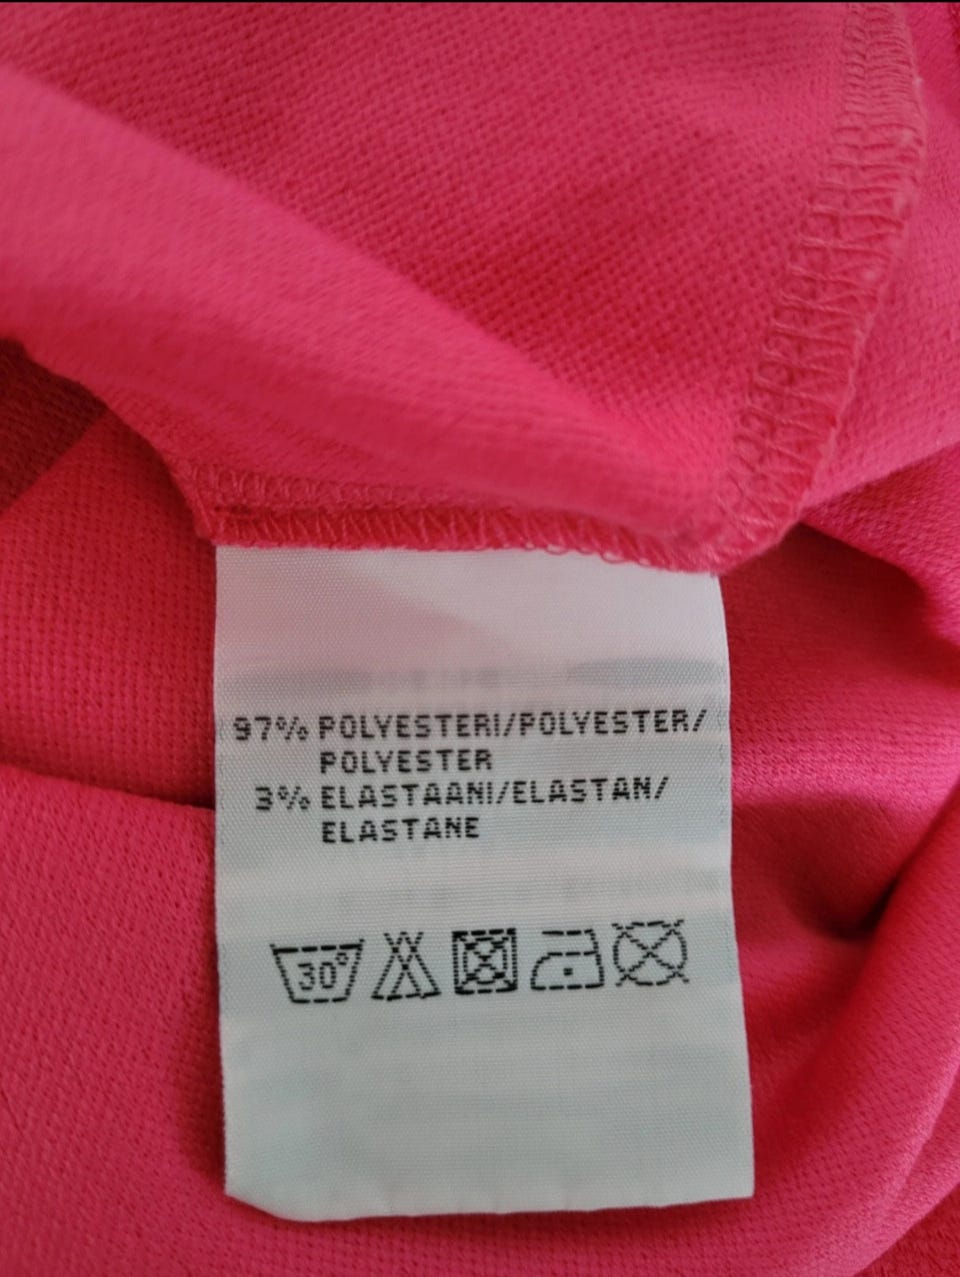 97% POLYESTERI/POLYESTER/
POLYESTER
3% ELASTAANI/ELASTAN/
ELASTANE
30°